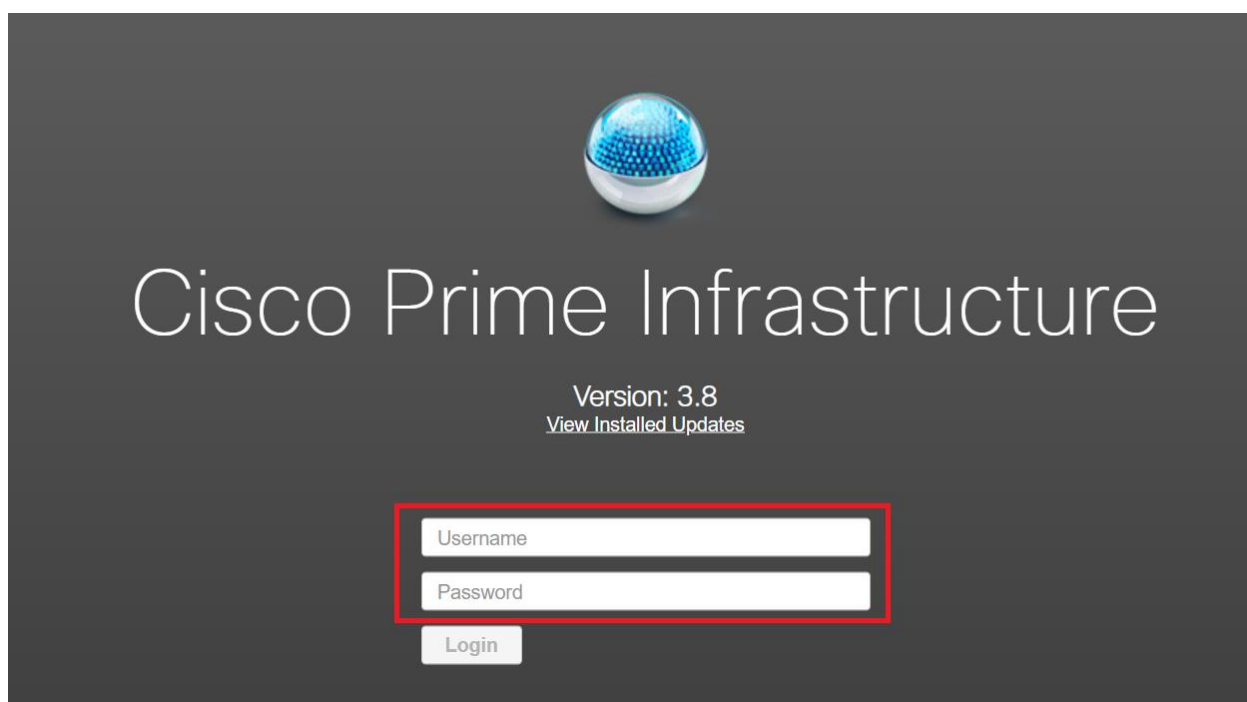 Cisco Prime Infrastructure
Version: 3.8
View Installed Updates
Username
Password
Login